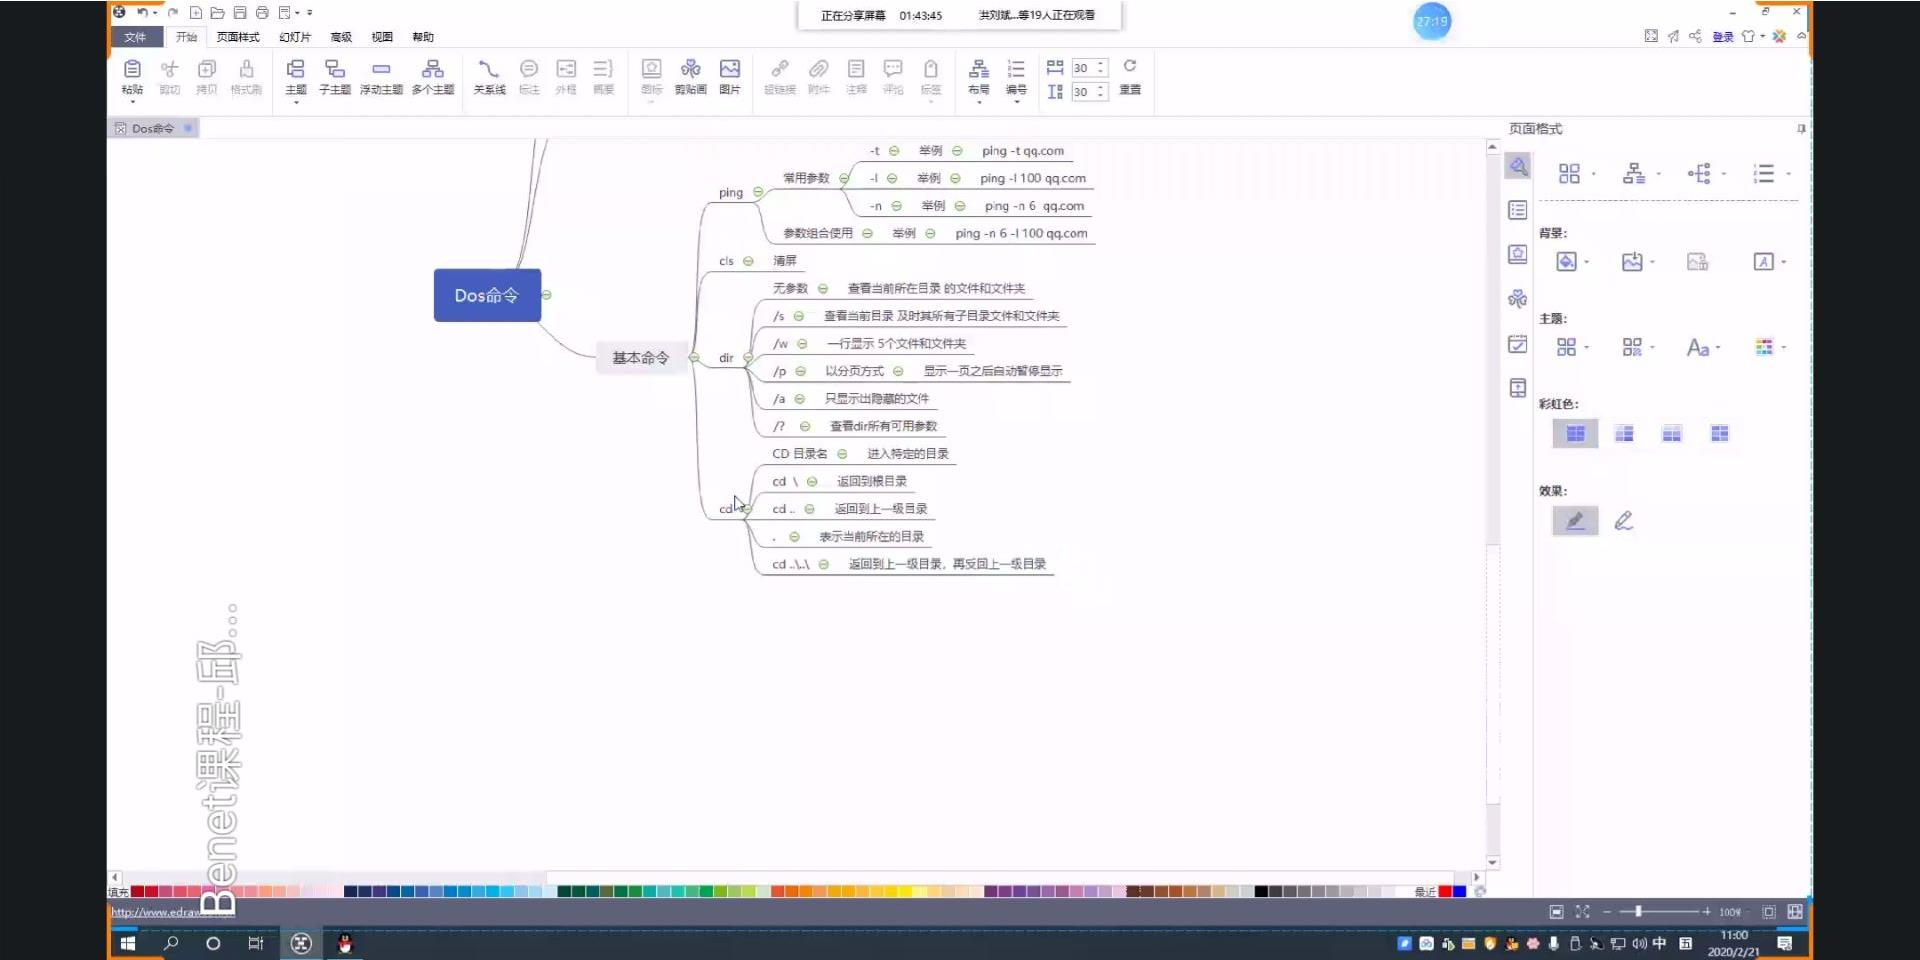 正在分享屏幕 01:43:45 洪刘斌...等19人正在观看
27:19
文件 开始 页面样式 幻灯片 高级 视图 帮助
登录
粘贴 剪切 拷贝 格式刷 主题 子主题 浮动主题 多个主题 关系线 标注 外框 概要 图标 剪贴画 图片 超链接 附件 注释 评论 标签 布局 编号 30 30 重置
Dos命令
页面格式
背景:
主题:
彩虹色:
效果:
Dos命令
基本命令
ping
常用参数
-t 举例 ping -t qq.com
-l 举例 ping -l 100 qq.com
-n 举例 ping -n 6 qq.com
参数组合使用 举例 ping -n 6 -l 100 qq.com
cls 清屏
dir
无参数 查看当前所在目录 的文件和文件夹
/s 查看当前目录 及时其所有子目录文件和文件夹
/w 一行显示 5个文件和文件夹
/p 以分页方式 显示一页之后自动暂停显示
/a 只显示出隐藏的文件
/? 查看dir所有可用参数
cd
CD 目录名 进入特定的目录
cd \ 返回到根目录
cd .. 返回到上一级目录
. 表示当前所在的目录
cd ..\..\ 返回到上一级目录，再反回上一级目录
Benet课程-邱...
填充
最近
http://www.edraw
100%
中
11:00
2020/2/21